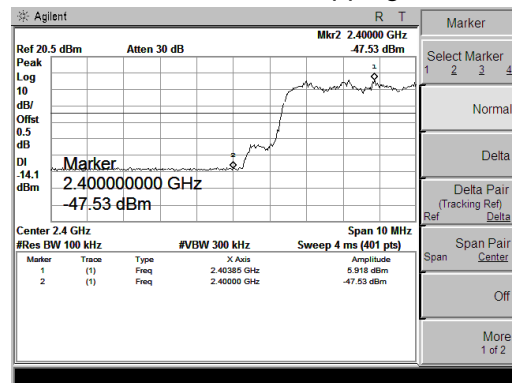 Agilent R T
Mkr2 2.40000 GHz
Ref 20.5 dBm Atten 30 dB -47.53 dBm
Peak
Log
10
dB/
Offst
0.5
dB
DI
-14.1
dBm
1
2
Marker
2.400000000 GHz
-47.53 dBm
Center 2.4 GHz Span 10 MHz
#Res BW 100 kHz #VBW 300 kHz Sweep 4 ms (401 pts)
Marker Trace Type X Axis Amplitude
1 (1) Freq 2.40385 GHz 5.918 dBm
2 (1) Freq 2.40000 GHz -47.53 dBm
Marker
Select Marker
1 2 3 4
Normal
Delta
Delta Pair
(Tracking Ref)
Ref Delta
Span Pair
Span Center
Off
More
1 of 2